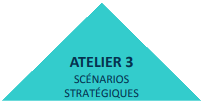 ATELIER 3
SCÉNARIOS
STRATÉGIQUES